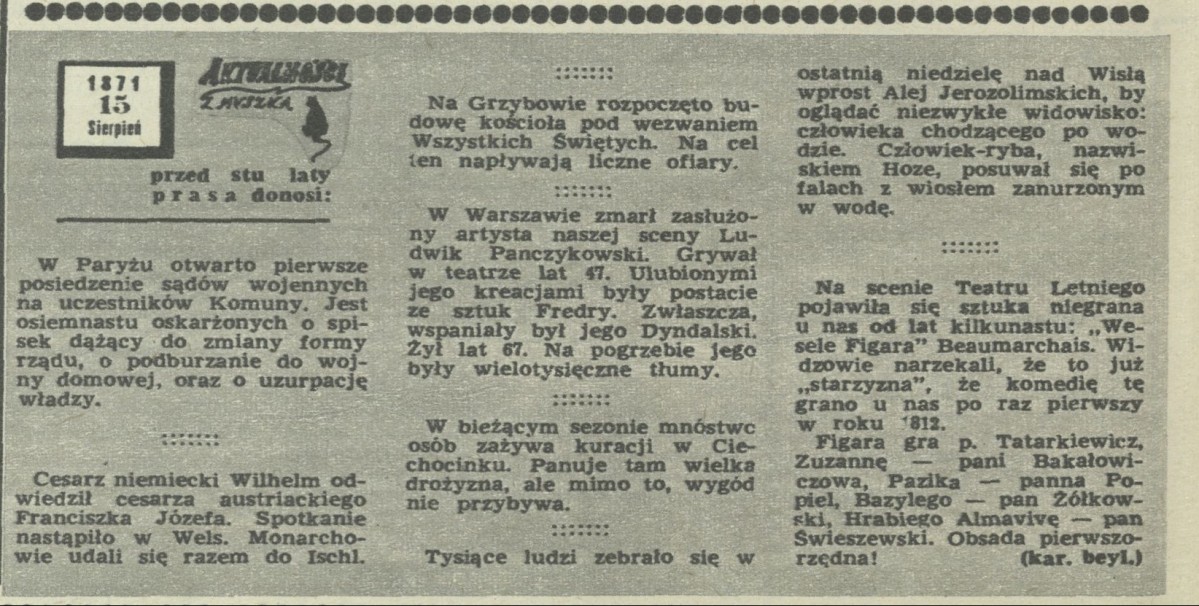 1871
15
Sierpień
AKTUALNOŚCI
Z MYSZKĄ
przed stu laty
prasa donosi:
W Paryżu otwarto pierwsze
posiedzenie sądów wojennych
na uczestników Komuny. Jest
osiemnastu oskarżonych o spi-
sek dążący do zmiany formy
rządu, o podburzanie do woj-
ny domowej, oraz o uzurpację
władzy.
Cesarz niemiecki Wilhelm od-
wiedził cesarza austriackiego
Franciszka Józefa. Spotkanie
nastąpiło w Wels. Monarcho-
wie udali się razem do Ischl.
Na Grzybowie rozpoczęto bu-
dowę kościoła pod wezwaniem
Wszystkich Świętych. Na cel
ten napływają liczne ofiary.
W Warszawie zmarł zasłużo-
ny artysta naszej sceny Lu-
dwik Panczykowski. Grywał
w teatrze lat 47. Ulubionymi
jego kreacjami były postacie
ze sztuk Fredry. Zwłaszcza,
wspaniały był jego Dyndalski.
Żył lat 67. Na pogrzebie jego
były wielotysięczne tłumy.
W bieżącym sezonie mnóstwo
osób zażywa kuracji w Cie-
chocinku. Panuje tam wielka
drożyzna, ale mimo to, wygód
nie przybywa.
Tysiące ludzi zebrało się w
ostatnią niedzielę nad Wisłą
wprost Alej Jerozolimskich, by
oglądać niezwykłe widowisko:
człowieka chodzącego po wo-
dzie. Człowiek-ryba, nazwi-
skiem Hoze, posuwał się po
falach z wiosłem zanurzonym
w wodę.
Na scenie Teatru Letniego
pojawiła się sztuka niegrana
u nas od lat kilkunastu: „We-
sele Figara" Beaumarchais. Wi-
dzowie narzekali, że to już
„starzyzna", że komedię tę
grano u nas po raz pierwszy
w roku 1812.
Figara gra p. Tatarkiewicz,
Zuzannę — pani Bakałowi-
czowa, Pazika — panna Po-
piel, Bazylego — pan Żółkow-
ski, Hrabiego Almavivę — pan
Świeszewski. Obsada pierwszo-
rzędna! (kar. beyl.)